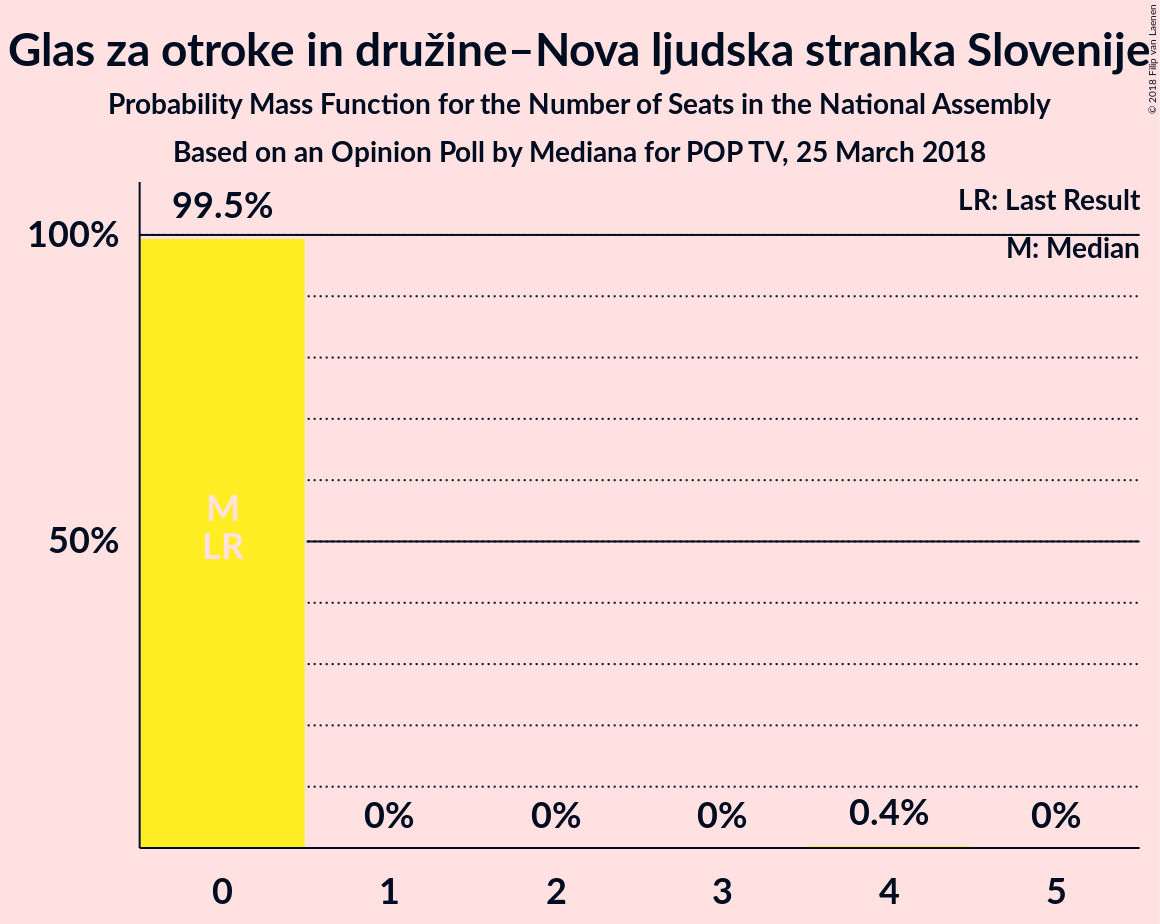 Glas za otroke in družine–Nova ljudska stranka Slovenije
Probability Mass Function for the Number of Seats in the National Assembly
Based on an Opinion Poll by Mediana for POP TV, 25 March 2018
© 2018 Filip van Laenen
LR: Last Result
M: Median
99.5%
100%
50%
M
LR
0%
0%
0%
0.4%
0%
0
1
2
3
4
5